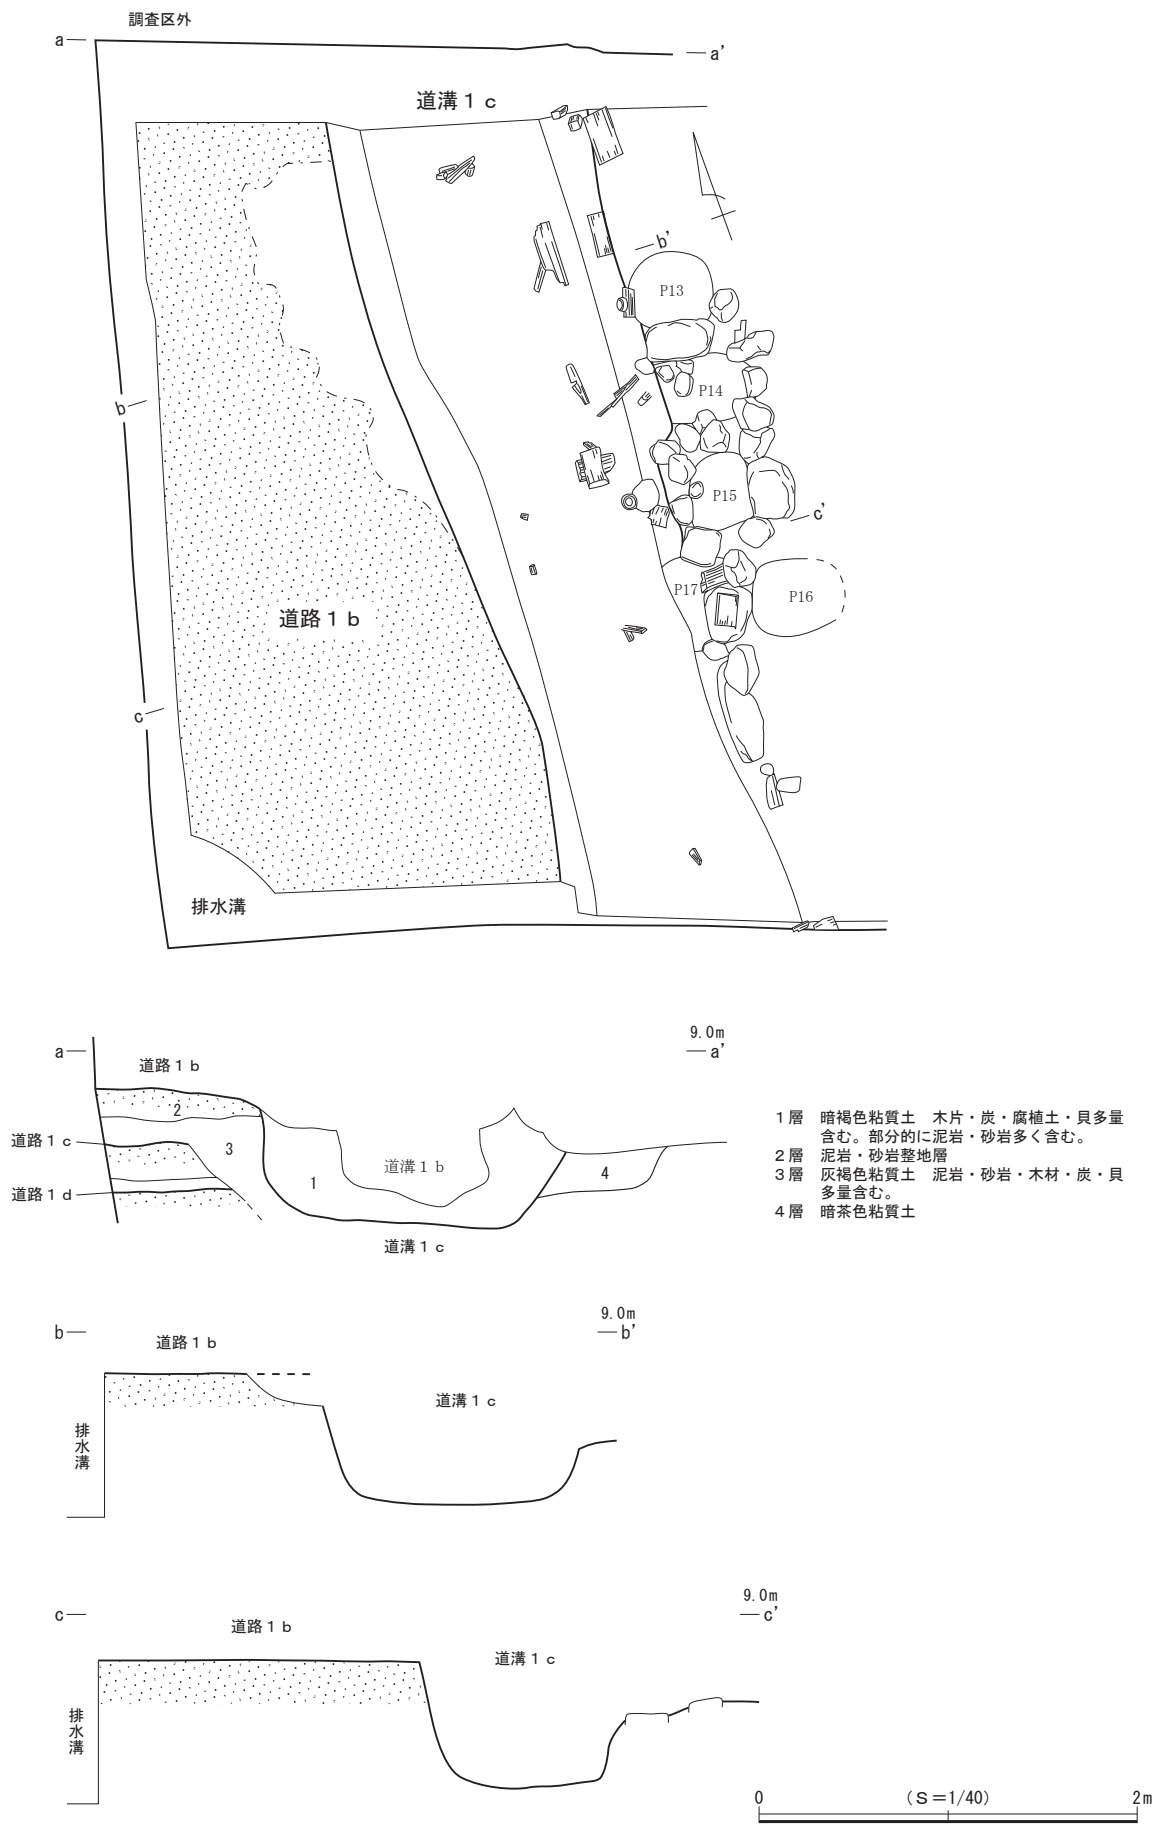 調査区外
a
a’
道溝１ｃ
b’
P13
P14
b
P15
c’
P17
P16
道路１ｂ
c
排水溝
9.0m
a
a’
道路１ｂ
2
道路１ｃ
3
道溝１ｂ
4
1
道路１ｄ
道溝１ｃ
１層　暗褐色粘質土　木片・炭・腐植土・貝多量
含む。部分的に泥岩・砂岩多く含む。
２層　泥岩・砂岩整地層
３層　灰褐色粘質土　泥岩・砂岩・木材・炭・貝
多量含む。
４層　暗茶色粘質土
9.0m
b
b’
道路１ｂ
道溝１ｃ
排水溝
9.0m
c
c’
道路１ｂ
道溝１ｃ
排水溝
0
（Ｓ＝1/40）
2m